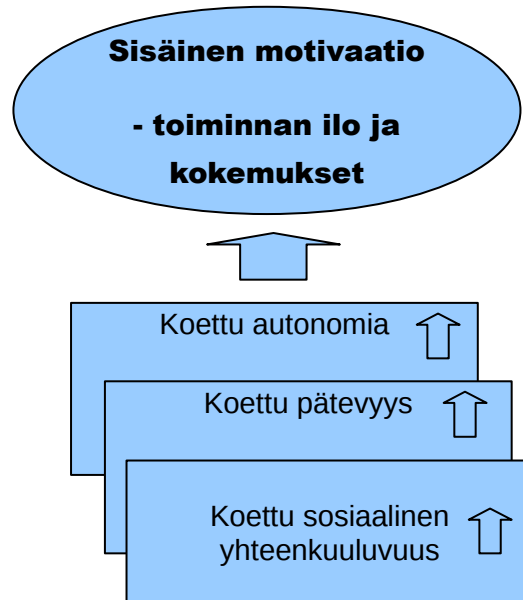 Sisäinen motivaatio
- toiminnan ilo ja
kokemukset
Koettu autonomia
Koettu pätevyys
Koettu sosiaalinen
yhteenkuuluvuus